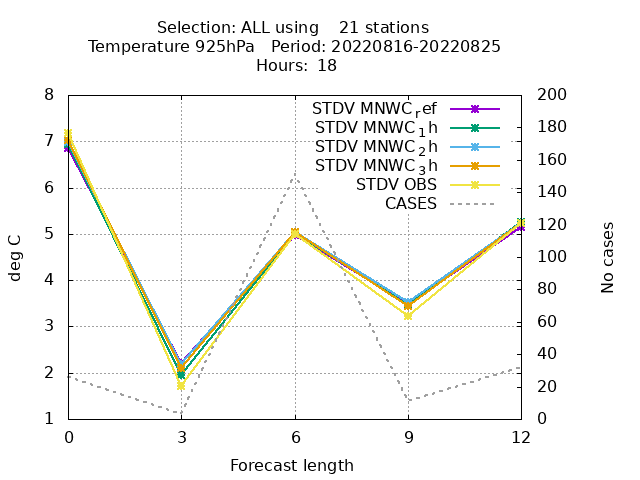 Selection: ALL using    21 stations
Temperature 925hPa   Period: 20220816-20220825
Hours: 18
STDV MNWC_ref
STDV MNWC_1h
STDV MNWC_2h
STDV MNWC_3h
STDV OBS
CASES
deg C
8
7
6
5
4
3
2
1
200
180
160
140
120
100
80
60
40
20
0
No cases
0 3 6 9 12
Forecast length